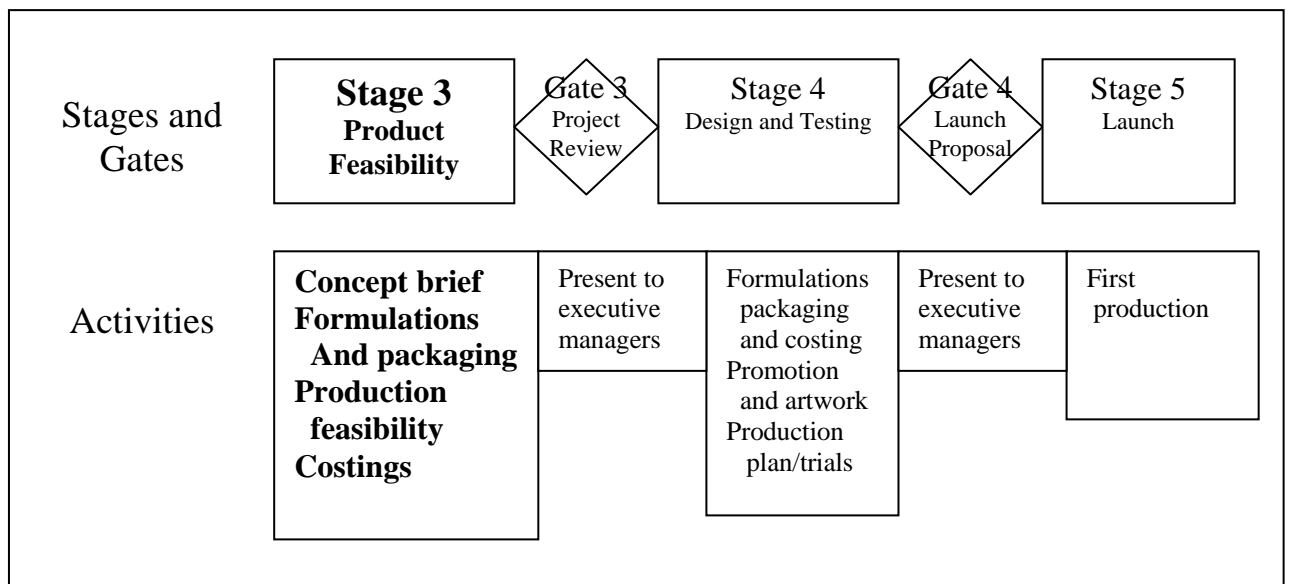 Stages and
Gates
Stage 3
Product
Feasibility
Gate 3
Project
Review
Stage 4
Design and Testing
Gate 4
Launch
Proposal
Stage 5
Launch
Activities
Concept brief
Formulations
And packaging
Production
feasibility
Costings
Present to
executive
managers
Formulations
packaging
and costing
Promotion
and artwork
Production
plan/trials
Present to
executive
managers
First
production